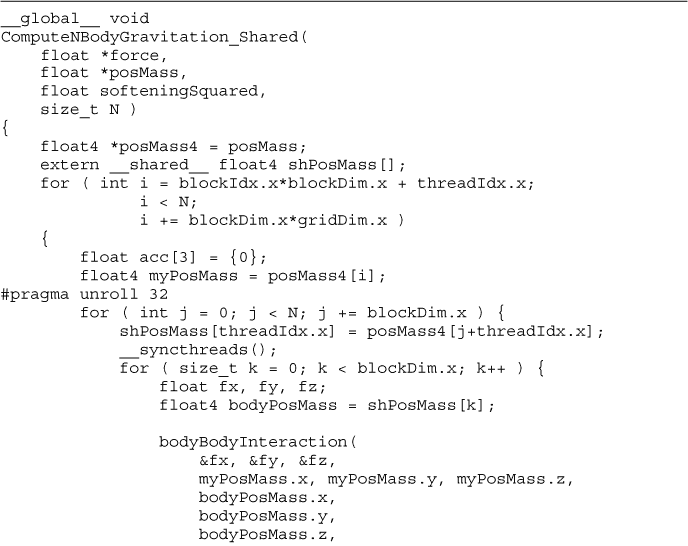 __global__ void
ComputeNBodyGravitation_Shared(
    float *force,
    float *posMass,
    float softeningSquared,
    size_t N )
{
    float4 *posMass4 = posMass;
    extern __shared__ float4 shPosMass[];
    for ( int i = blockIdx.x*blockDim.x + threadIdx.x;
              i < N;
              i += blockDim.x*gridDim.x )
    {
        float acc[3] = {0};
        float4 myPosMass = posMass4[i];
#pragma unroll 32
        for ( int j = 0; j < N; j += blockDim.x ) {
            shPosMass[threadIdx.x] = posMass4[j+threadIdx.x];
            __syncthreads();
            for ( size_t k = 0; k < blockDim.x; k++ ) {
                float fx, fy, fz;
                float4 bodyPosMass = shPosMass[k];

                bodyBodyInteraction(
                    &fx, &fy, &fz,
                    myPosMass.x, myPosMass.y, myPosMass.z,
                    bodyPosMass.x,
                    bodyPosMass.y,
                    bodyPosMass.z,